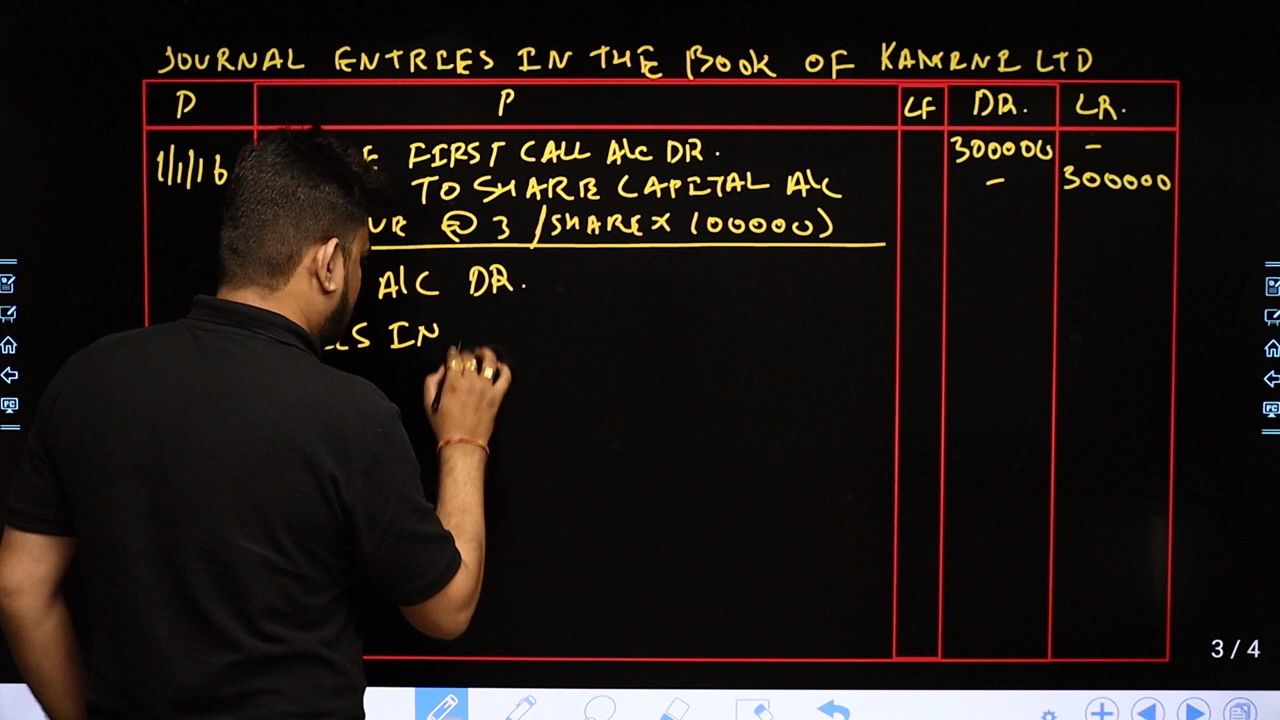 JOURNAL ENTRIES IN THE BOOK OF KAMINI LTD
D P LF DR. CR.
1/1/16 FIRST CALL A/C DR. 300000 -
TO SHARE CAPITAL A/C - 300000
@ 3 /SHARE X 100000)
A/C DR.
IN
3 / 4